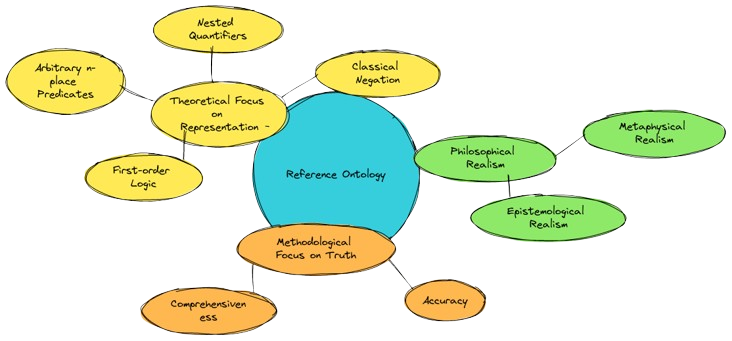 Nested
Quantifiers
Arbitrary n-
place
Predicates
Classical
Negation
Theoretical Focus
on
Representation -
First-order
Logic
Reference Ontology
Philosophical
Realism
Metaphysical
Realism
Epistemological
Realism
Methodological
Focus on Truth
Comprehensiven
ess
Accuracy